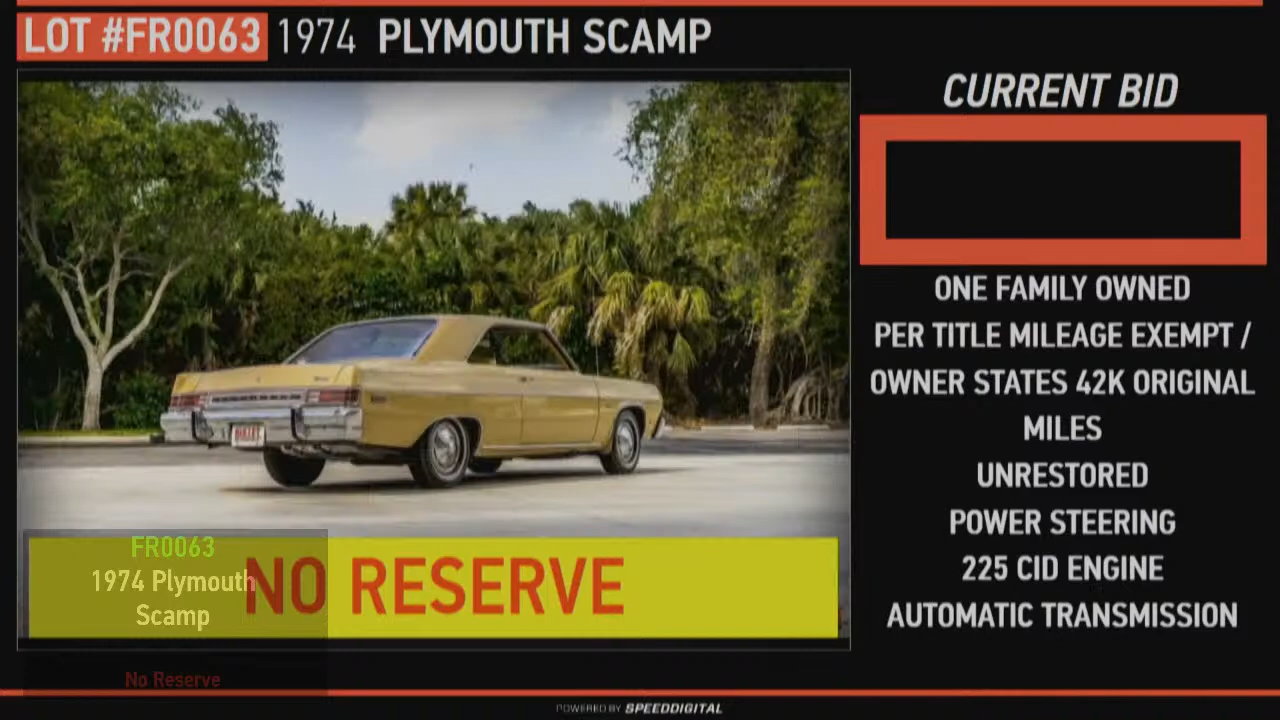 LOT #FR0063 1974 PLYMOUTH SCAMP
CURRENT BID
ONE FAMILY OWNED
PER TITLE MILEAGE EXEMPT /
OWNER STATES 42K ORIGINAL
MILES
UNRESTORED
POWER STEERING
225 CID ENGINE
AUTOMATIC TRANSMISSION
NO RESERVE
FR0063
1974 Plymouth
Scamp
No Reserve
POWERED BY SPEEDDIGITAL